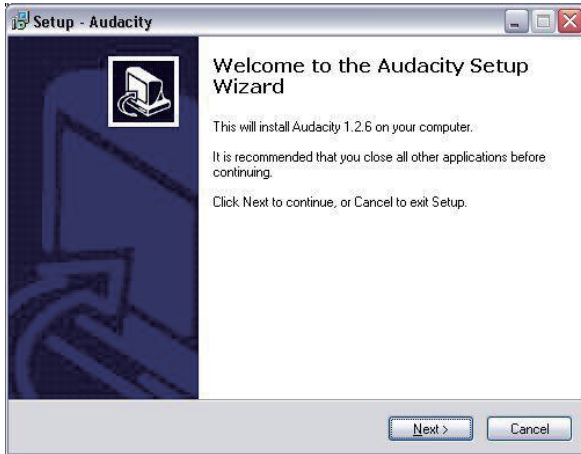 Setup - Audacity
Welcome to the Audacity Setup
Wizard
This will install Audacity 1.2.6 on your computer.
It is recommended that you close all other applications before
continuing.
Click Next to continue, or Cancel to exit Setup.
Next > Cancel